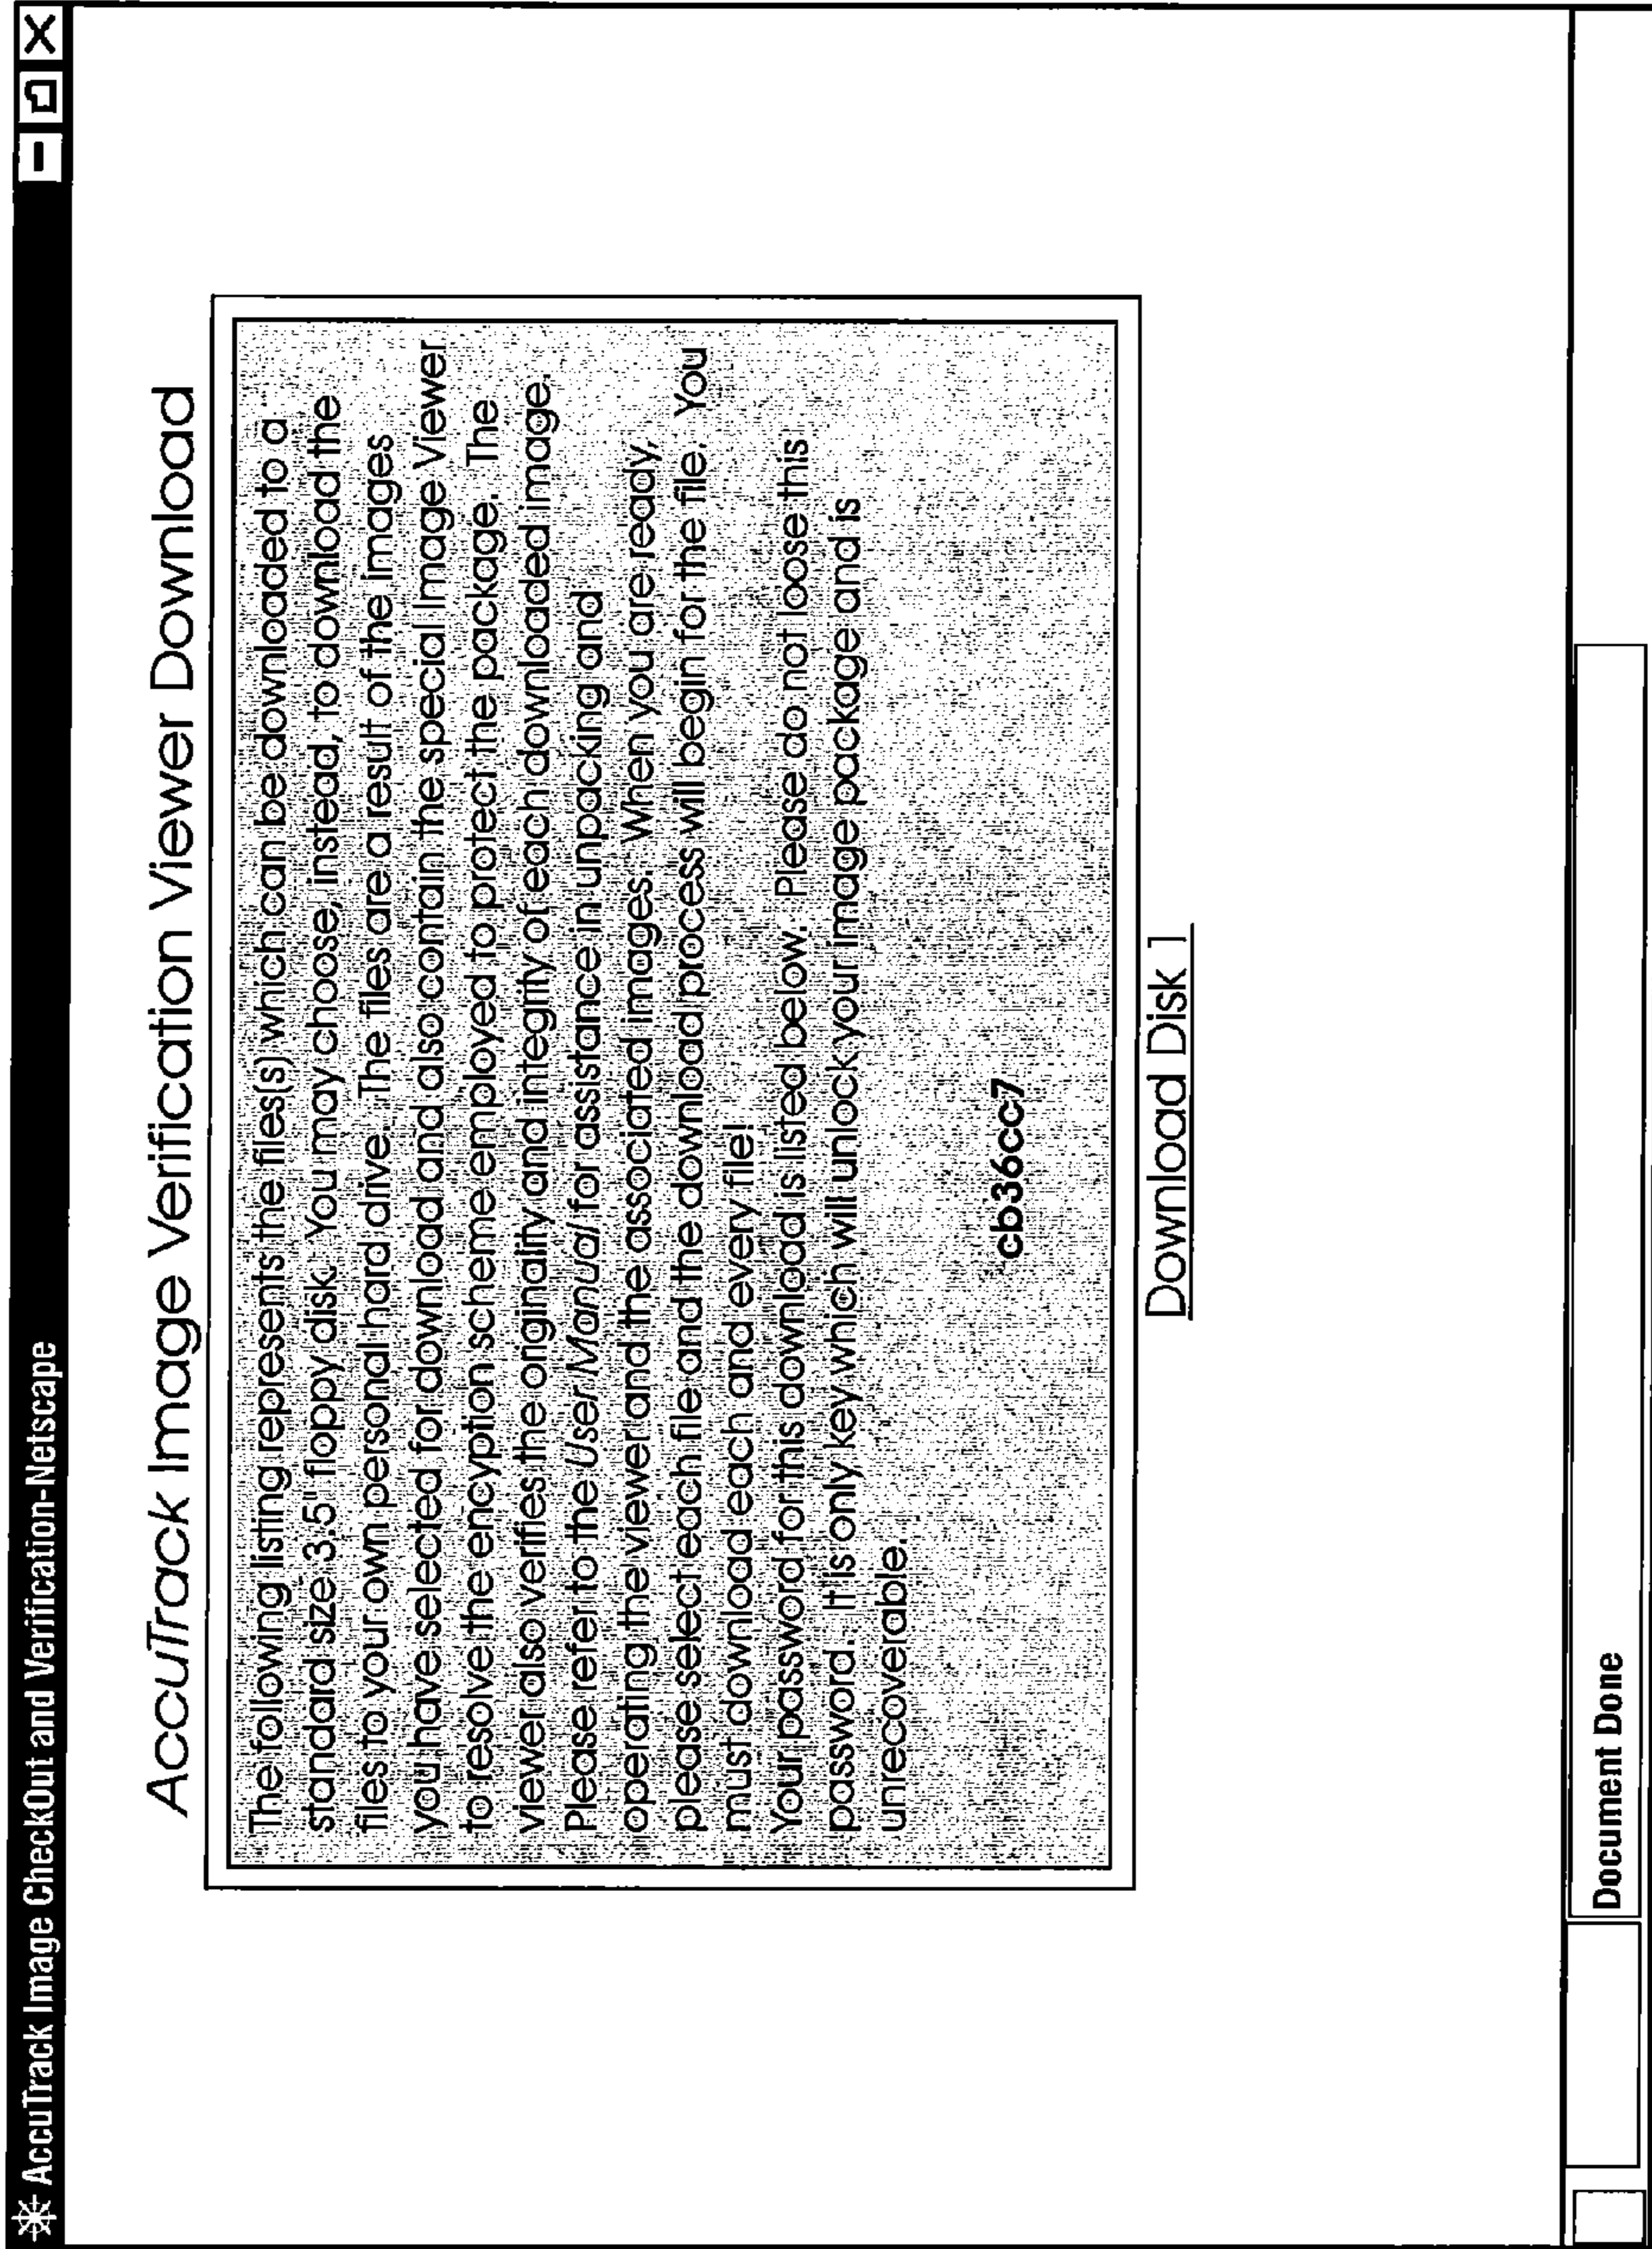 AccuTrack Image CheckOut and Verification-Netscape
AccuTrack Image Verification Viewer Download
The following listing represents the files(s) which can be downloaded to a
standard size 3.5" floppy disk. You may choose, instead, to download the
files to your own personal hard drive. The files are a result of the images
you have selected for download and also contain the special Image Viewer
to resolve the encyption scheme employed to protect the package. The
viewer also verifies the originality and integrity of each downloaded image.
Please refer to the User Manual for assistance in unpacking and
operating the viewer and the associated images. When you are ready,
please select each file and the download process will begin for the file. You
must download each and every file!
Your password for this download is listed below. Please do not loose this
password. It is only key which will unlock your image package and is
unrecoverable.
cb36cc7
Download Disk 1
Document Done